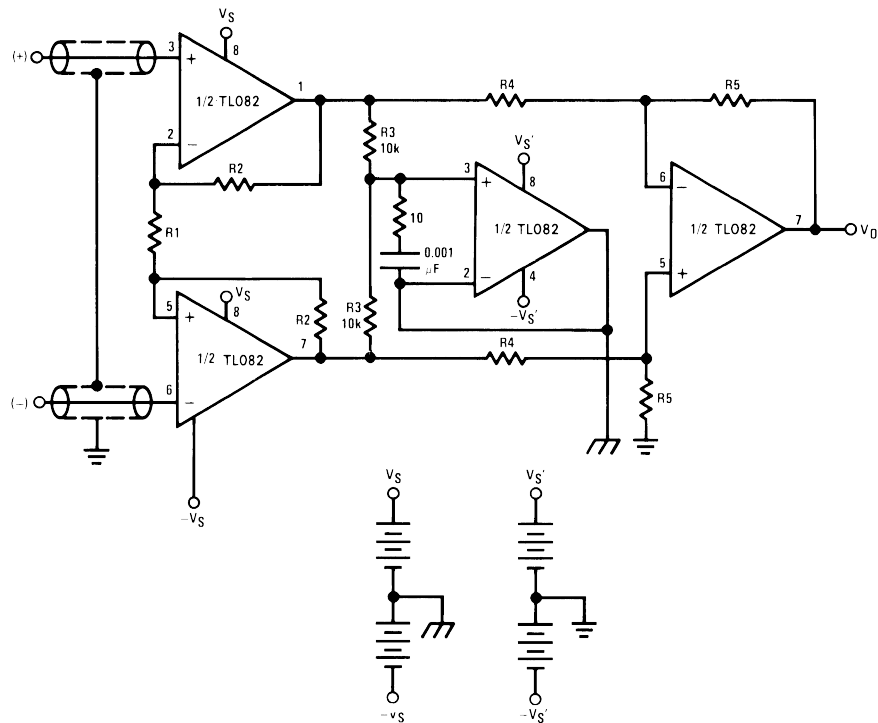 VS
(+)
3
+
8
1
1/2 TL082
2
−
R2
R1
R3
10k
R4
R5
VS'
3
+
8
10
1/2 TL082
0.001
µF
2
−
4
−VS'
6
−
1/2 TL082
7
VO
5
+
5
+
VS
8
1/2 TL082
7
R2
R3
10k
R4
R5
(−)
6
−
−VS
VS
VS'
−VS
−VS'